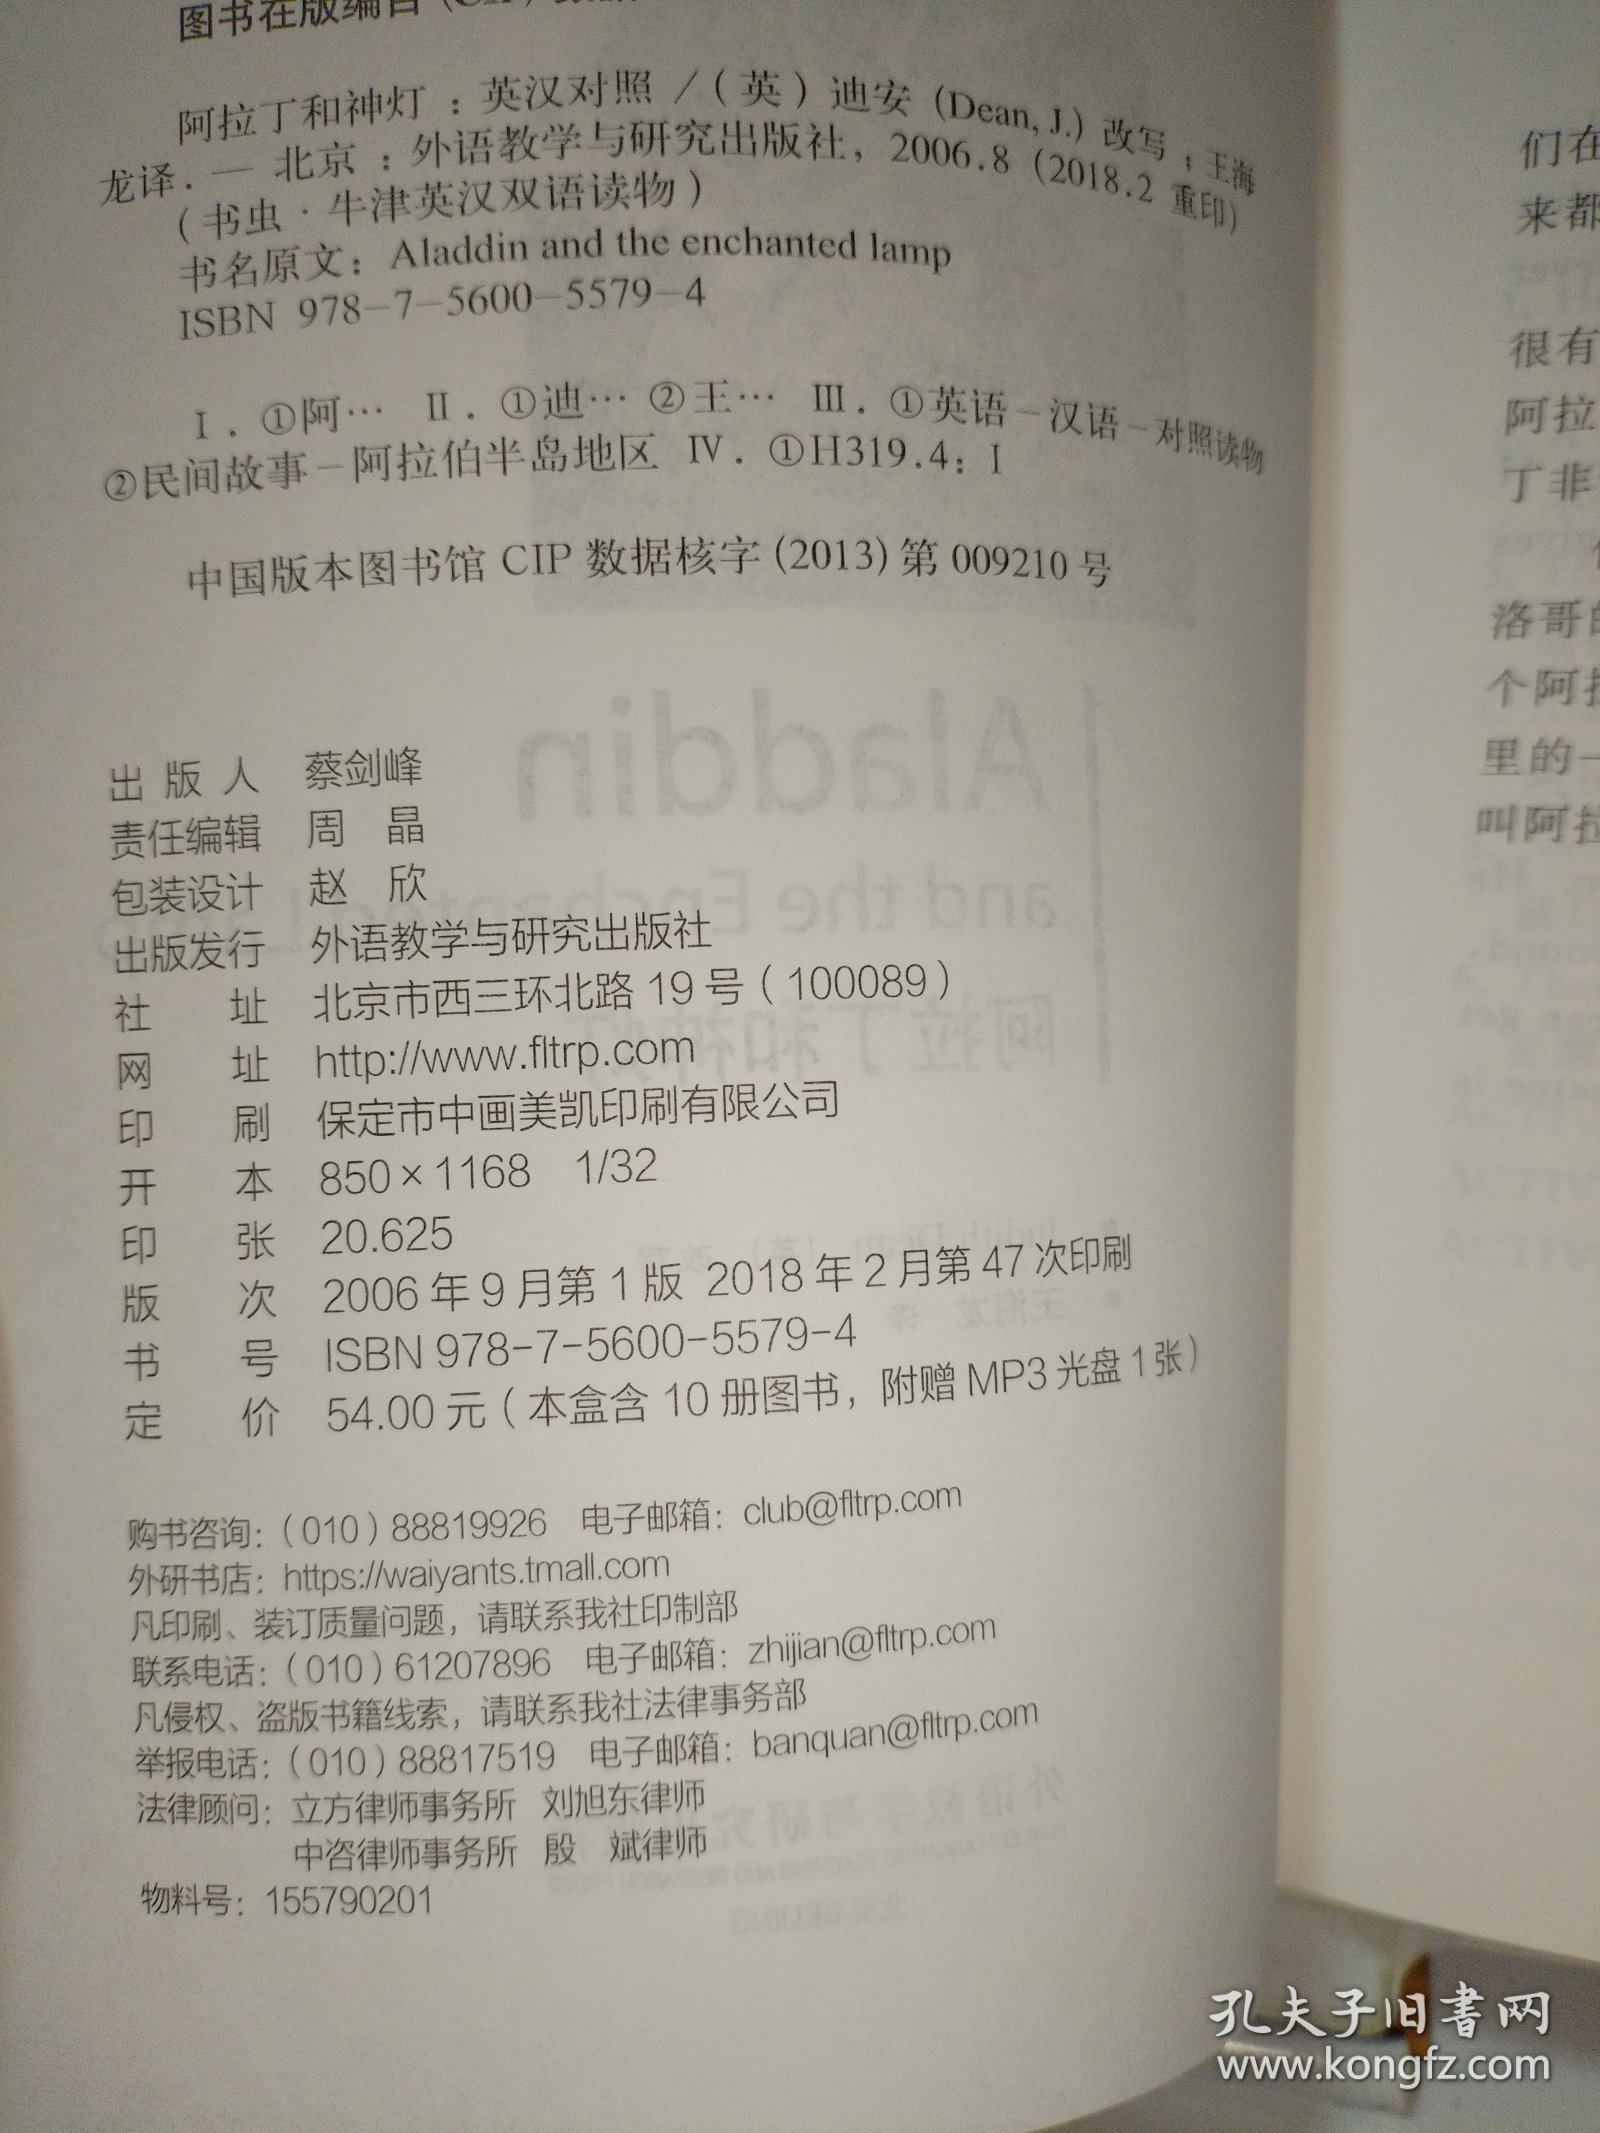 图书在版编目
阿拉丁和神灯：英汉对照／（英）迪安（Dean, J.）改写；王海
龙译. — 北京：外语教学与研究出版社，2006.8（2018.2 重印）
（书虫·牛津英汉双语读物）
书名原文：Aladdin and the enchanted lamp
ISBN 978-7-5600-5579-4
Ⅰ. ①阿… Ⅱ. ①迪… ②王… Ⅲ. ①英语－汉语－对照读物
②民间故事－阿拉伯半岛地区 Ⅳ. ①H319.4：I
中国版本图书馆 CIP 数据核字(2013)第 009210 号
出版人 蔡剑峰
责任编辑 周 晶
包装设计 赵 欣
出版发行 外语教学与研究出版社
社 址 北京市西三环北路 19 号（100089）
网 址 http://www.fltrp.com
印 刷 保定市中画美凯印刷有限公司
开 本 850×1168 1/32
印 张 20.625
版 次 2006 年 9 月第 1 版 2018 年 2 月第 47 次印刷
书 号 ISBN 978-7-5600-5579-4
定 价 54.00 元（本盒含 10 册图书，附赠 MP3 光盘 1 张）
购书咨询：（010）88819926 电子邮箱：club@fltrp.com
外研书店：https://waiyants.tmall.com
凡印刷、装订质量问题，请联系我社印制部
联系电话：（010）61207896 电子邮箱：zhijian@fltrp.com
凡侵权、盗版书籍线索，请联系我社法律事务部
举报电话：（010）88817519 电子邮箱：banquan@fltrp.com
法律顾问：立方律师事务所 刘旭东律师
中咨律师事务所 殷 斌律师
物料号：155790201
们在
来都
很有
阿拉
丁非
洛哥的
个阿拉
里的一
叫阿拉
孔夫子旧书网
www.kongfz.com